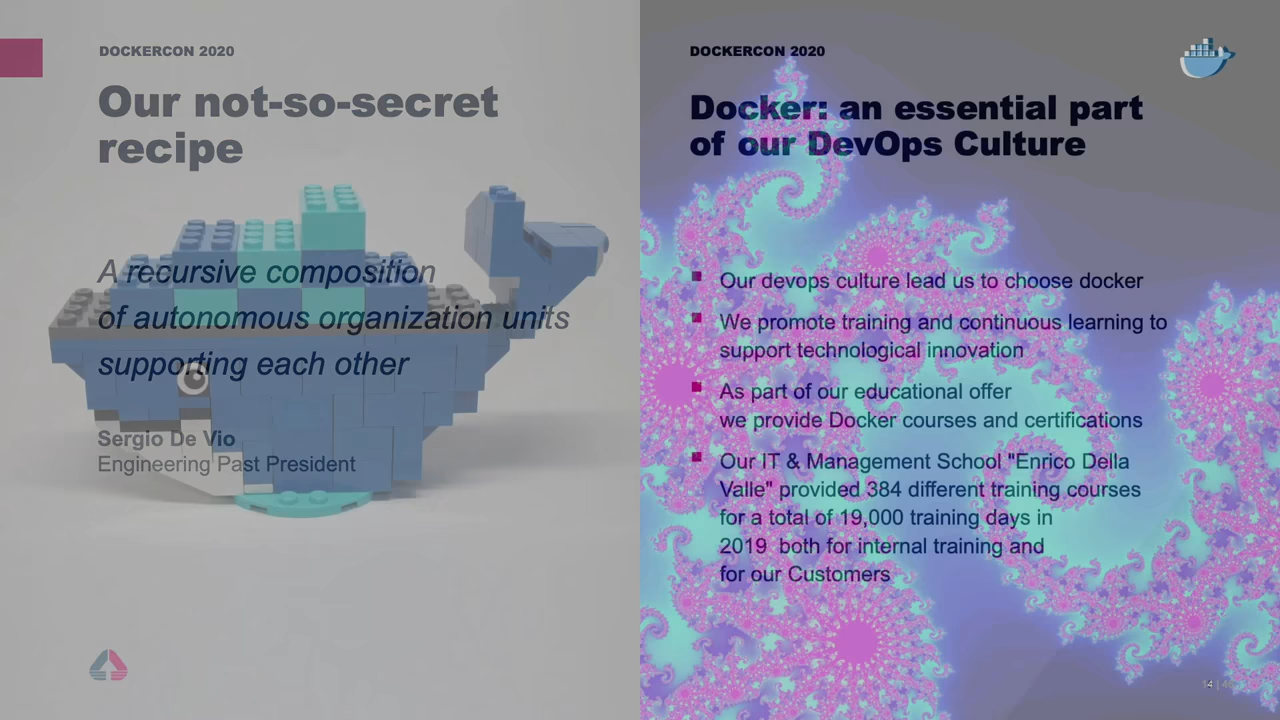 DOCKERCON 2020
Our not-so-secret
recipe
A recursive composition
of autonomous organization units
supporting each other
Sergio De Vio
Engineering Past President
DOCKERCON 2020
Docker: an essential part
of our DevOps Culture
Our devops culture lead us to choose docker
We promote training and continuous learning to
support technological innovation
As part of our educational offer
we provide Docker courses and certifications
Our IT & Management School "Enrico Della
Valle" provided 384 different training courses
for a total of 19,000 training days in
2019 both for internal training and
for our Customers